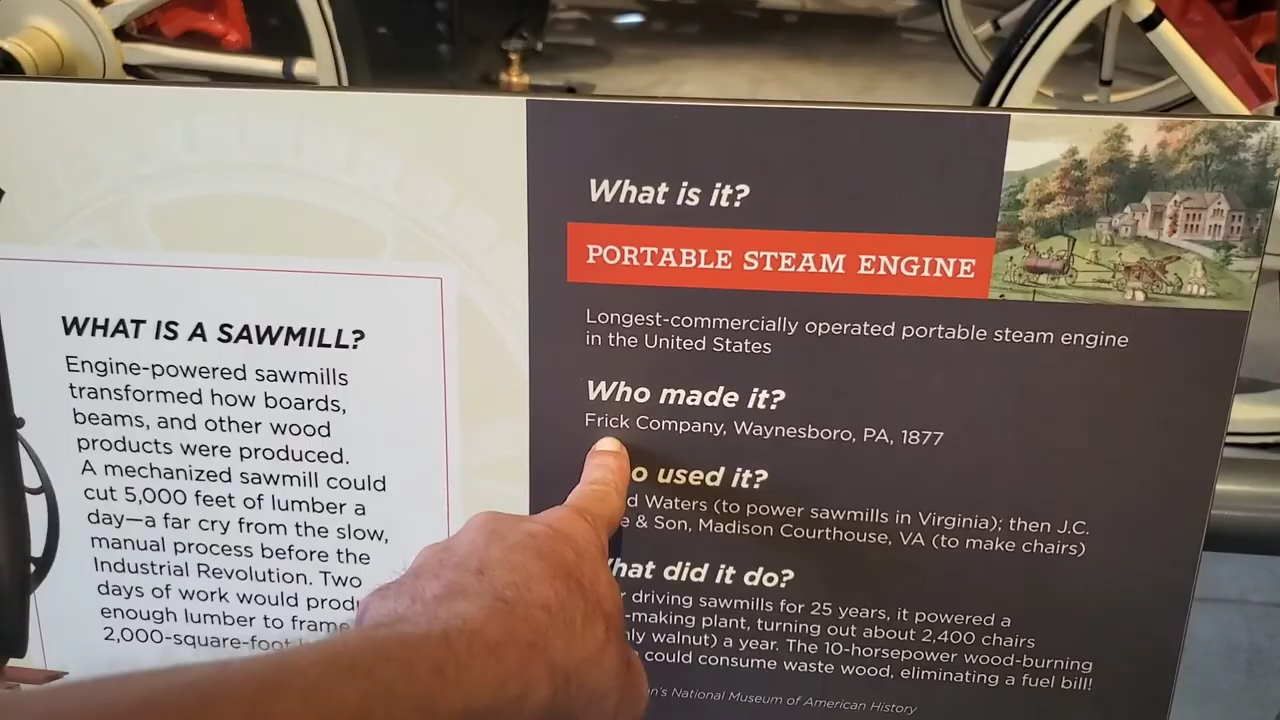 WHAT IS A SAWMILL?
Engine-powered sawmills
transformed how boards,
beams, and other wood
products were produced.
A mechanized sawmill could
cut 5,000 feet of lumber a
day—a far cry from the slow,
manual process before the
Industrial Revolution. Two
days of work would
enough lumber to frame
2,000-square-foot
What is it?
PORTABLE STEAM ENGINE
Longest-commercially operated portable steam engine
in the United States
Who made it?
Frick Company, Waynesboro, PA, 1877
used it?
Waters (to power sawmills in Virginia); then J.C.
& Son, Madison Courthouse, VA (to make chairs)
What did it do?
driving sawmills for 25 years, it powered a
-making plant, turning out about 2,400 chairs
walnut) a year. The 10-horsepower wood-burning
could consume waste wood, eliminating a fuel bill!
National Museum of American History